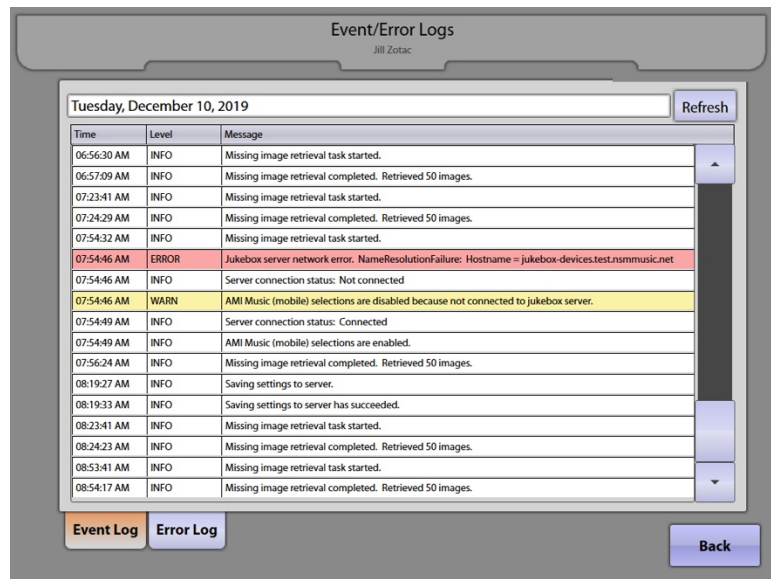 Event/Error Logs
Jill Zotac
Tuesday, December 10, 2019
Refresh
Time Level Message
06:56:30 AM INFO Missing image retrieval task started.
06:57:09 AM INFO Missing image retrieval completed. Retrieved 50 images.
07:23:41 AM INFO Missing image retrieval task started.
07:24:29 AM INFO Missing image retrieval completed. Retrieved 50 images.
07:54:32 AM INFO Missing image retrieval task started.
07:54:46 AM ERROR Jukebox server network error. NameResolutionFailure: Hostname = jukebox-devices.test.nsmmusic.net
07:54:46 AM INFO Server connection status: Not connected
07:54:46 AM WARN AMI Music (mobile) selections are disabled because not connected to jukebox server.
07:54:49 AM INFO Server connection status: Connected
07:54:49 AM INFO AMI Music (mobile) selections are enabled.
07:56:24 AM INFO Missing image retrieval completed. Retrieved 50 images.
08:19:27 AM INFO Saving settings to server.
08:19:33 AM INFO Saving settings to server has succeeded.
08:23:41 AM INFO Missing image retrieval task started.
08:24:23 AM INFO Missing image retrieval completed. Retrieved 50 images.
08:53:41 AM INFO Missing image retrieval task started.
08:54:17 AM INFO Missing image retrieval completed. Retrieved 50 images.
Event Log Error Log
Back